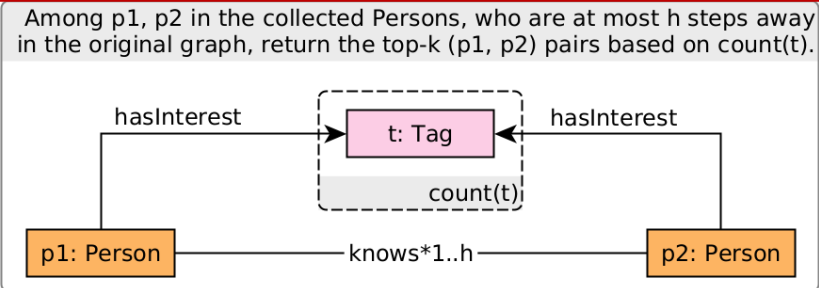 Among p1, p2 in the collected Persons, who are at most h steps away
in the original graph, return the top-k (p1, p2) pairs based on count(t).
hasInterest
t: Tag
hasInterest
count(t)
p1: Person
knows*1..h
p2: Person